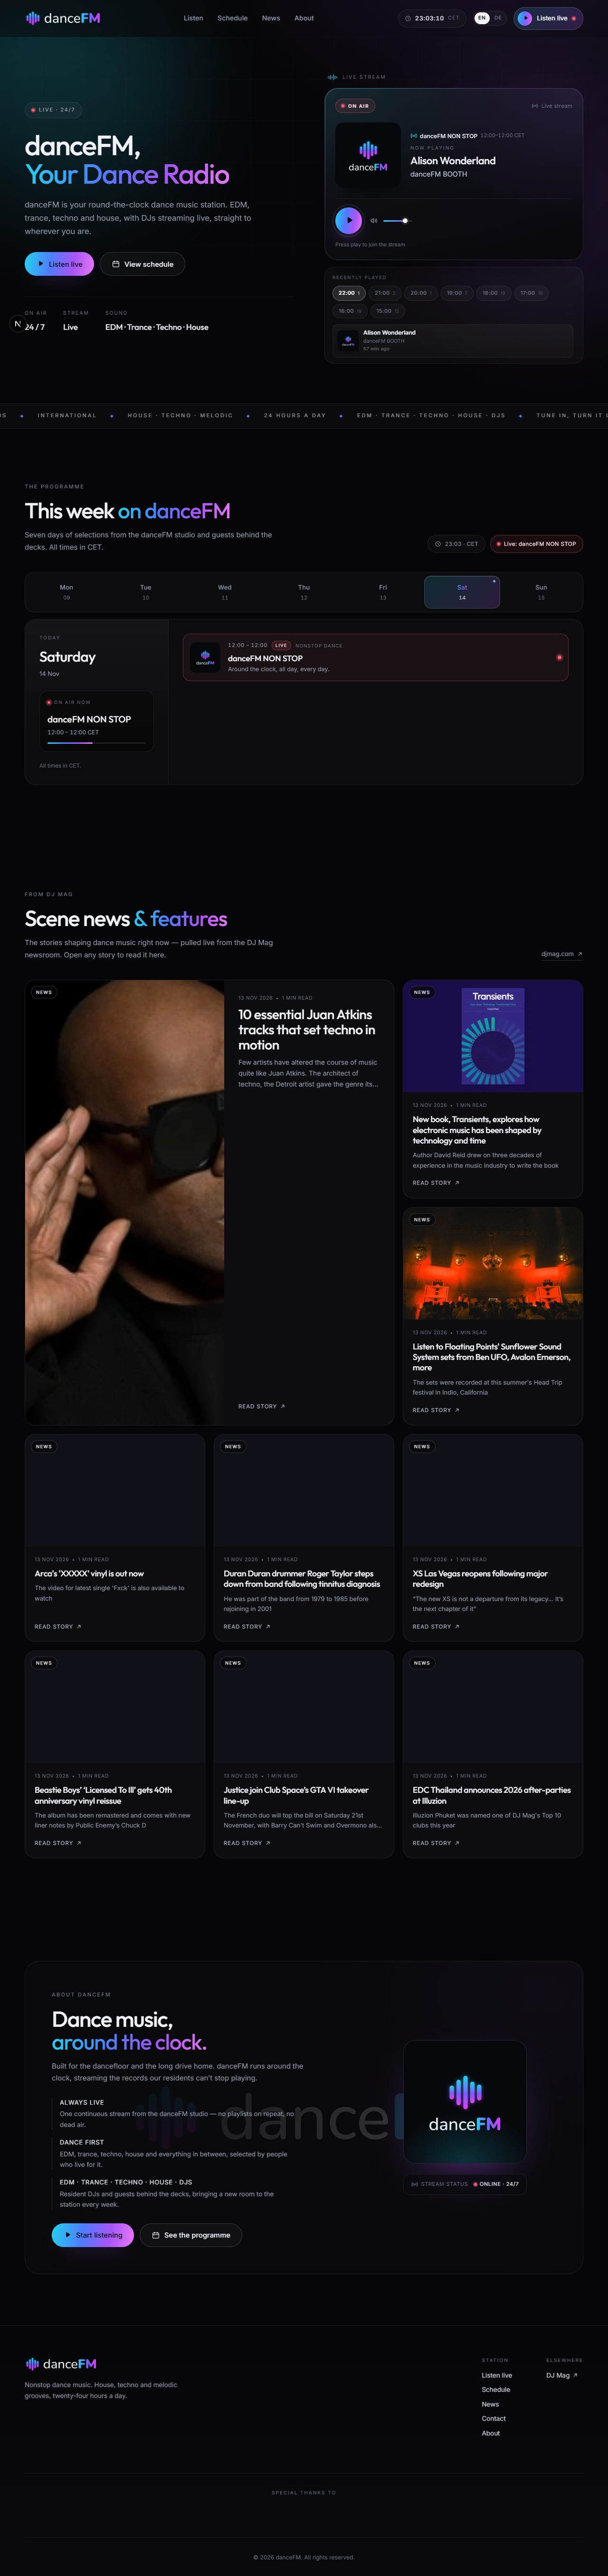 danceFM
Listen Schedule News About
23:03:10 CET
EN DE
Listen live
LIVE · 24/7
danceFM,
Your Dance Radio
danceFM is your round-the-clock dance music station. EDM,
trance, techno and house, with DJs streaming live, straight to
wherever you are.
Listen live
View schedule
ON AIR
24 / 7
STREAM
Live
SOUND
EDM · Trance · Techno · House
N
LIVE STREAM
ON AIR
Live stream
danceFM
danceFM NON STOP 12:00–12:00 CET
NOW PLAYING
Alison Wonderland
danceFM BOOTH
Press play to join the stream
RECENTLY PLAYED
22:00
21:00
20:00
19:00
18:00
17:00
16:00
15:00
Alison Wonderland
danceFM BOOTH
57 min ago
INTERNATIONAL
HOUSE · TECHNO · MELODIC
24 HOURS A DAY
EDM · TRANCE · TECHNO · HOUSE · DJS
TUNE IN, TURN IT
THE PROGRAMME
This week on danceFM
Seven days of selections from the danceFM studio and guests behind the
decks. All times in CET.
23:03 · CET
Live: danceFM NON STOP
Mon Tue Wed Thu Fri Sat Sun
09 10 11 12 13 14 15
TODAY
Saturday
14 Nov
ON AIR NOW
danceFM NON STOP
12:00 – 12:00 CET
All times in CET.
danceFM
12:00 – 12:00 LIVE NONSTOP DANCE
danceFM NON STOP
Around the clock, all day, every day.
FROM DJ MAG
Scene news & features
The stories shaping dance music right now — pulled live from the DJ Mag
newsroom. Open any story to read it here.
djmag.com ↗
NEWS
13 NOV 2026 • 1 MIN READ
10 essential Juan Atkins
tracks that set techno in
motion
Few artists have altered the course of music
quite like Juan Atkins. The architect of
techno, the Detroit artist gave the genre its...
READ STORY ↗
NEWS
Transients
13 NOV 2026 • 1 MIN READ
New book, Transients, explores how
electronic music has been shaped by
technology and time
Author David Reid drew on three decades of
experience in the music industry to write the book
READ STORY ↗
NEWS
13 NOV 2026 • 1 MIN READ
Listen to Floating Points' Sunflower Sound
System sets from Ben UFO, Avalon Emerson,
more
The sets were recorded at this summer's Head Trip
festival in Indio, California
READ STORY ↗
NEWS
13 NOV 2026 • 1 MIN READ
Arca's 'XXXXX' vinyl is out now
The video for latest single 'Fxck' is also available to
watch
READ STORY ↗
NEWS
13 NOV 2026 • 1 MIN READ
Duran Duran drummer Roger Taylor steps
down from band following tinnitus diagnosis
He was part of the band from 1979 to 1985 before
rejoining in 2001
READ STORY ↗
NEWS
13 NOV 2026 • 1 MIN READ
XS Las Vegas reopens following major
redesign
"The new XS is not a departure from its legacy... It's
the next chapter of it"
READ STORY ↗
NEWS
13 NOV 2026 • 1 MIN READ
Beastie Boys' 'Licensed To Ill' gets 40th
anniversary vinyl reissue
The album has been remastered and comes with new
liner notes by Public Enemy's Chuck D
READ STORY ↗
NEWS
13 NOV 2026 • 1 MIN READ
Justice join Club Space's GTA VI takeover
line-up
The French duo will top the bill on Saturday 21st
November, with Barry Can't Swim and Overmono als...
READ STORY ↗
NEWS
13 NOV 2026 • 1 MIN READ
EDC Thailand announces 2026 after-parties
at Illuzion
Illuzion Phuket was named one of DJ Mag's Top 10
clubs this year
READ STORY ↗
ABOUT DANCEFM
Dance music,
around the clock.
Built for the dancefloor and the long drive home. danceFM runs around the
clock, streaming the records our residents can't stop playing.
ALWAYS LIVE
One continuous stream from the danceFM studio — no playlists on repeat, no
dead air.
DANCE FIRST
EDM, trance, techno, house and everything in between, selected by people
who live for it.
EDM · TRANCE · TECHNO · HOUSE · DJS
Resident DJs and guests behind the decks, bringing a new room to the
station every week.
Start listening
See the programme
dance
danceFM
STREAM STATUS ONLINE · 24/7
danceFM
Nonstop dance music. House, techno and melodic
grooves, twenty-four hours a day.
STATION
Listen live
Schedule
News
Contact
About
ELSEWHERE
DJ Mag ↗
SPECIAL THANKS TO
© 2026 danceFM. All rights reserved.